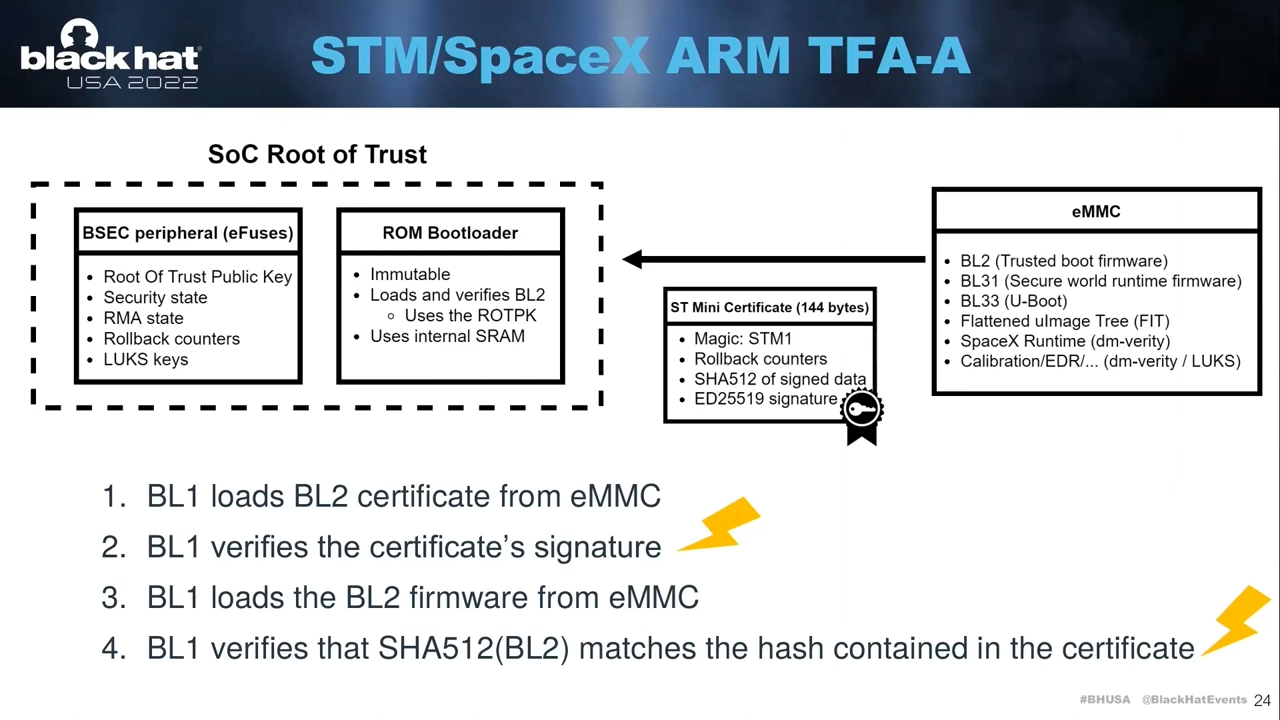 black hat
USA 2022
STM/SpaceX ARM TFA-A
SoC Root of Trust
BSEC peripheral (eFuses)
• Root Of Trust Public Key
• Security state
• RMA state
• Rollback counters
• LUKS keys
ROM Bootloader
• Immutable
• Loads and verifies BL2
○ Uses the ROTPK
• Uses internal SRAM
ST Mini Certificate (144 bytes)
• Magic: STM1
• Rollback counters
• SHA512 of signed data
• ED25519 signature
eMMC
• BL2 (Trusted boot firmware)
• BL31 (Secure world runtime firmware)
• BL33 (U-Boot)
• Flattened uImage Tree (FIT)
• SpaceX Runtime (dm-verity)
• Calibration/EDR/... (dm-verity / LUKS)
1. BL1 loads BL2 certificate from eMMC
2. BL1 verifies the certificate’s signature
3. BL1 loads the BL2 firmware from eMMC
4. BL1 verifies that SHA512(BL2) matches the hash contained in the certificate
#BHUSA @BlackHatEvents 24